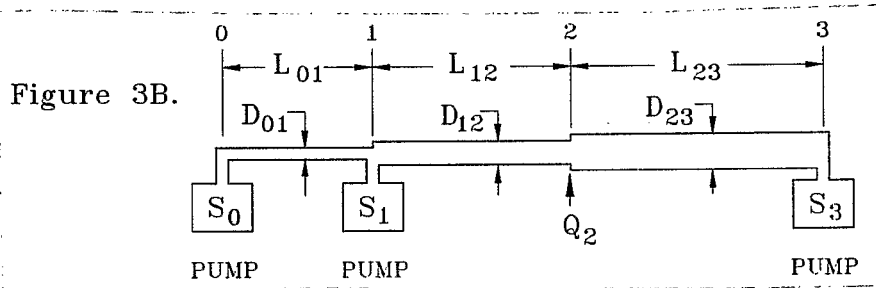 0 1 2 3
L01 L12 L23
Figure 3B.
D01 D12 D23
S0 S1 S3
Q2
PUMP PUMP PUMP